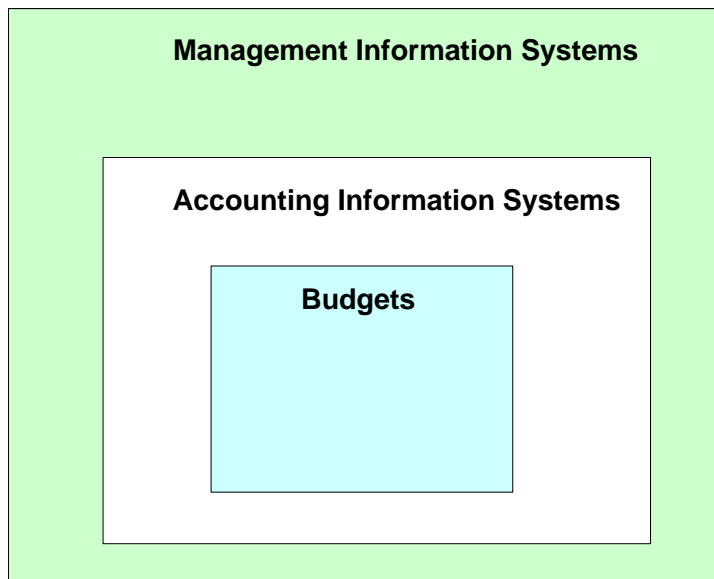 Management Information Systems
Accounting Information Systems
Budgets